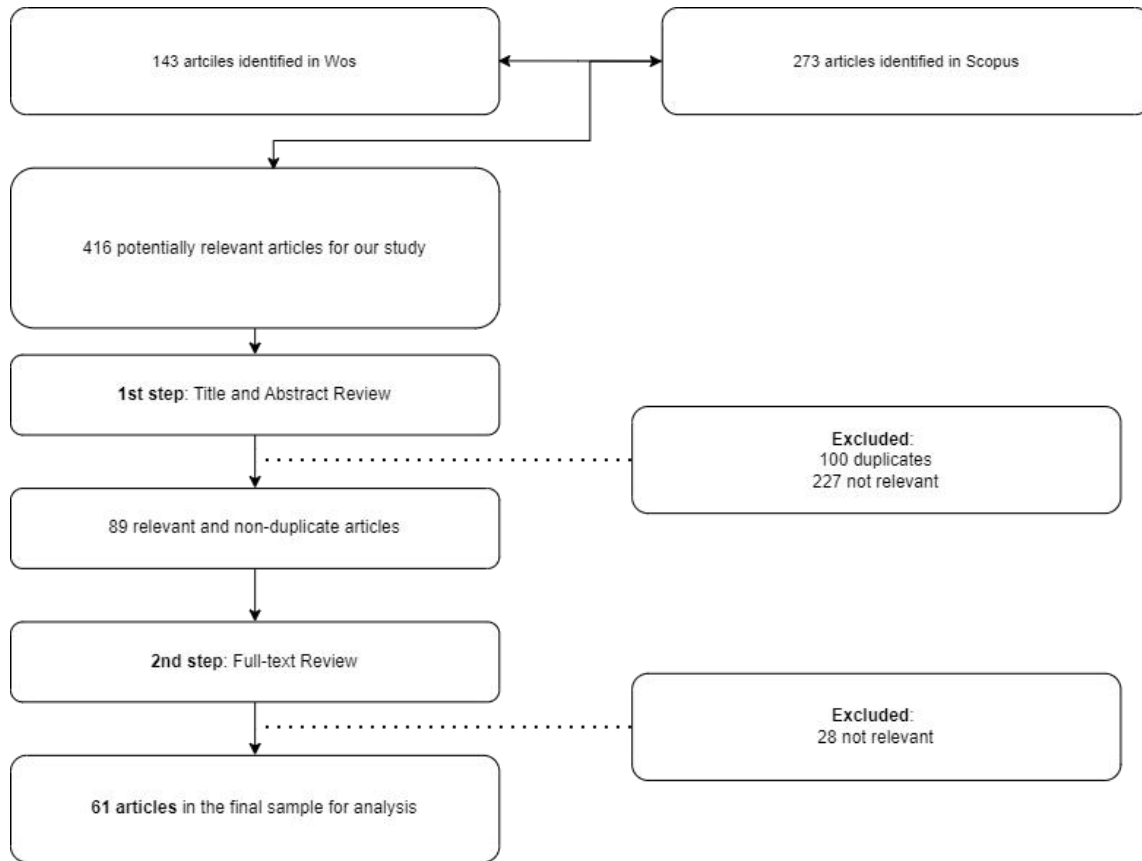 143 artciles identified in Wos
273 articles identified in Scopus
416 potentially relevant articles for our study
1st step: Title and Abstract Review
Excluded:
100 duplicates
227 not relevant
89 relevant and non-duplicate articles
2nd step: Full-text Review
Excluded:
28 not relevant
61 articles in the final sample for analysis